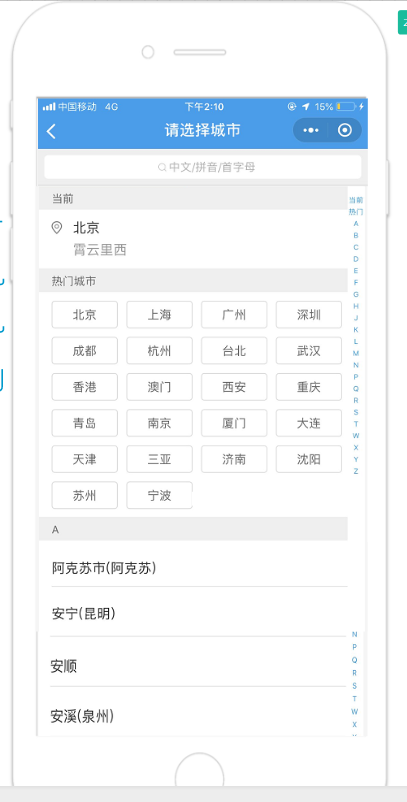 中国移动 4G 下午2:10 15%
请选择城市
中文/拼音/首字母
当前
北京
霄云里西
热门城市
北京 上海 广州 深圳
成都 杭州 台北 武汉
香港 澳门 西安 重庆
青岛 南京 厦门 大连
天津 三亚 济南 沈阳
苏州 宁波
A
阿克苏市(阿克苏)
安宁(昆明)
安顺
安溪(泉州)
当前
热门
A
B
C
D
E
F
G
H
J
K
L
M
N
P
Q
R
S
T
W
X
Y
Z
N
P
Q
R
S
T
W
X